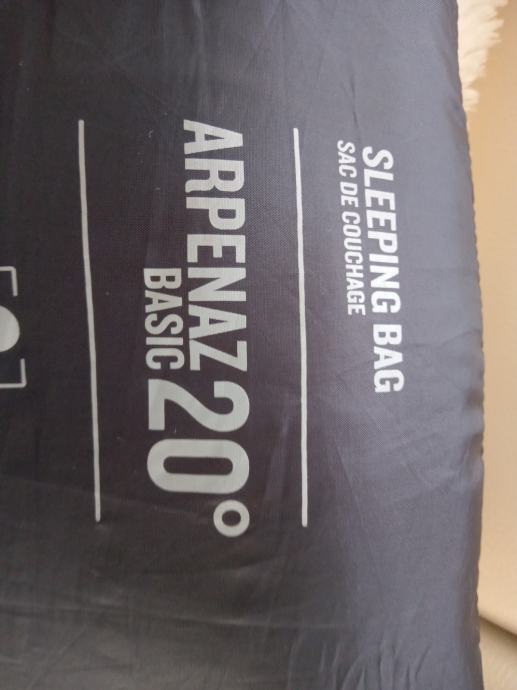 SLEEPING BAG
SAC DE COUCHAGE
ARPENAZ 20°
BASIC